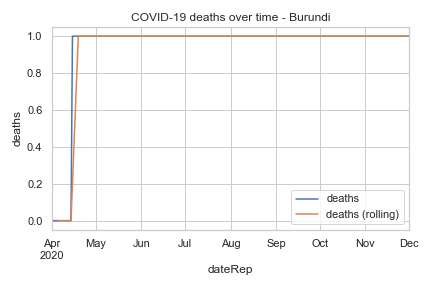 COVID-19 deaths over time - Burundi
deaths
1.0
0.8
0.6
0.4
0.2
0.0
deaths
deaths (rolling)
Apr May Jun Jul Aug Sep Oct Nov Dec
2020
dateRep